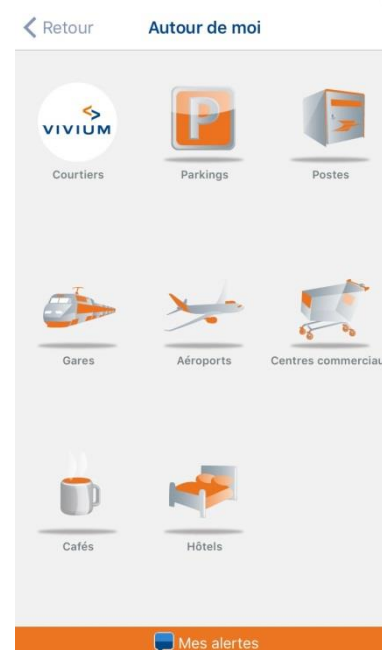 Retour Autour de moi
VIVIUM P
Courtiers Parkings Postes
Gares Aéroports Centres commerciau
Cafés Hôtels
Mes alertes